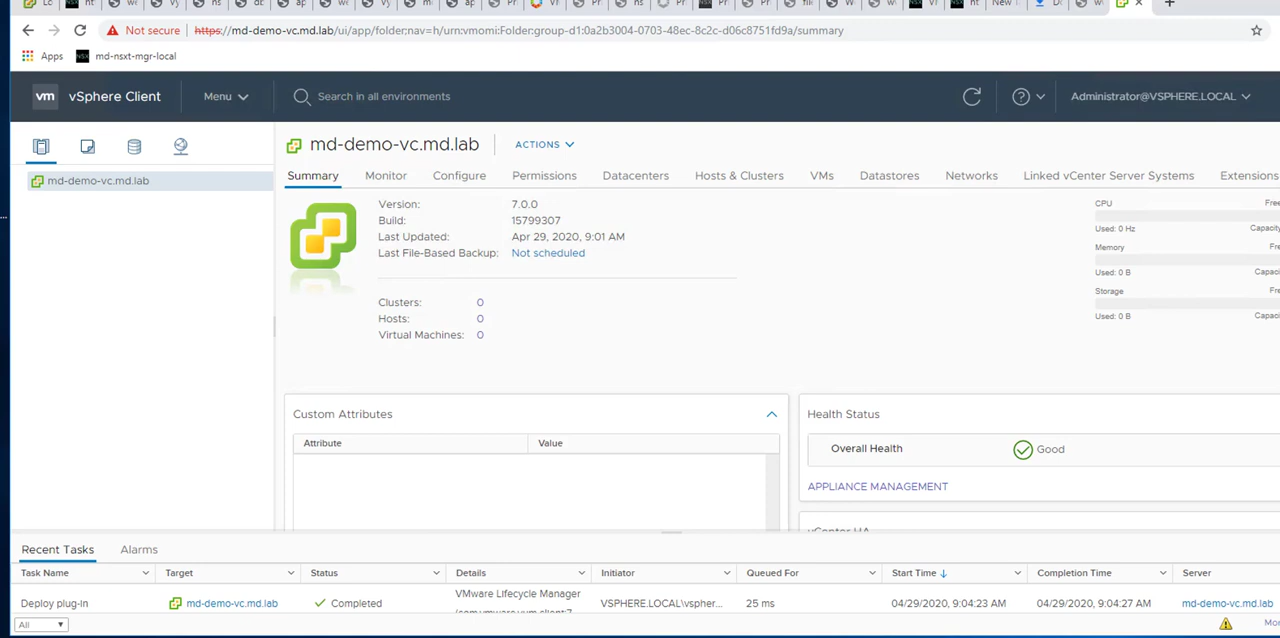 Not secure https://md-demo-vc.md.lab/ui/app/folder;nav=h/urn:vmomi:Folder:group-d1:0a2b3004-0703-48ec-8c2c-d06c8751fd9a/summary
Apps md-nsxt-mgr-local
vm vSphere Client Menu Search in all environments Administrator@VSPHERE.LOCAL
md-demo-vc.md.lab ACTIONS
md-demo-vc.md.lab
Summary Monitor Configure Permissions Datacenters Hosts & Clusters VMs Datastores Networks Linked vCenter Server Systems Extensions
Version: 7.0.0
Build: 15799307
Last Updated: Apr 29, 2020, 9:01 AM
Last File-Based Backup: Not scheduled
Clusters: 0
Hosts: 0
Virtual Machines: 0
CPU Free
Used: 0 Hz Capacity
Memory
Used: 0 B Capac
Storage
Used: 0 B Capac
Custom Attributes
Attribute Value
Health Status
Overall Health Good
APPLIANCE MANAGEMENT
Recent Tasks Alarms
Task Name Target Status Details Initiator Queued For Start Time Completion Time Server
Deploy plug-in md-demo-vc.md.lab Completed VMware Lifecycle Manager VSPHERE.LOCAL\vspher... 25 ms 04/29/2020, 9:04:23 AM 04/29/2020, 9:04:27 AM md-demo-vc.md.lab
All